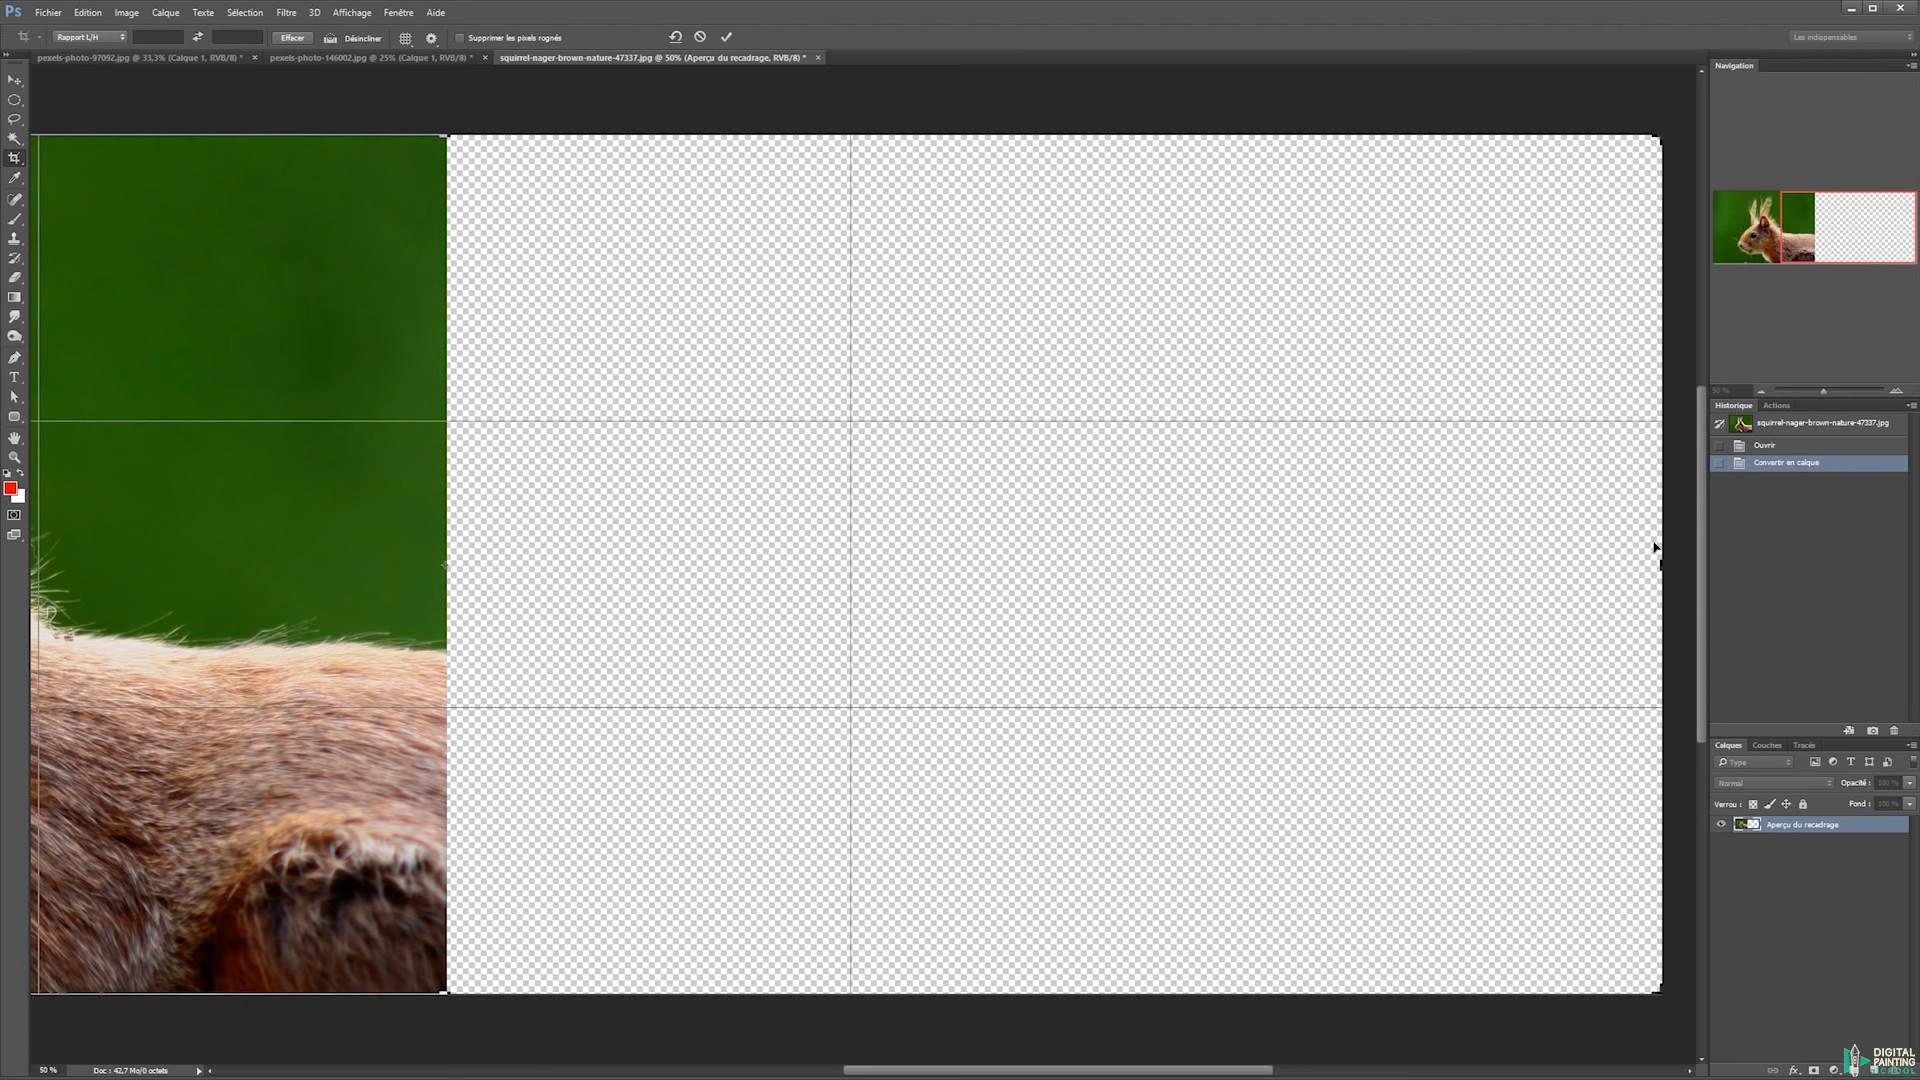 Ps Fichier Edition Image Calque Texte Sélection Filtre 3D Affichage Fenêtre Aide
Rapport L/H Effacer Désincliner Supprimer les pixels rognés Les indispensables
pexels-photo-97092.jpg @ 33,3% (Calque 1, RVB/8) * × pexels-photo-146002.jpg @ 25% (Calque 1, RVB/8) * × squirrel-nager-brown-nature-47337.jpg @ 50% (Aperçu du recadrage, RVB/8) * ×
Navigation
50 %
Historique Actions
squirrel-nager-brown-nature-47337.jpg
Ouvrir
Convertir en calque
Calques Couches Tracés
Type
Normal Opacité : 100 %
Verrou : Fond : 100 %
Aperçu du recadrage
50 % Doc : 42,7 Mo/0 octets
DIGITAL
PAINTING
SCHOOL